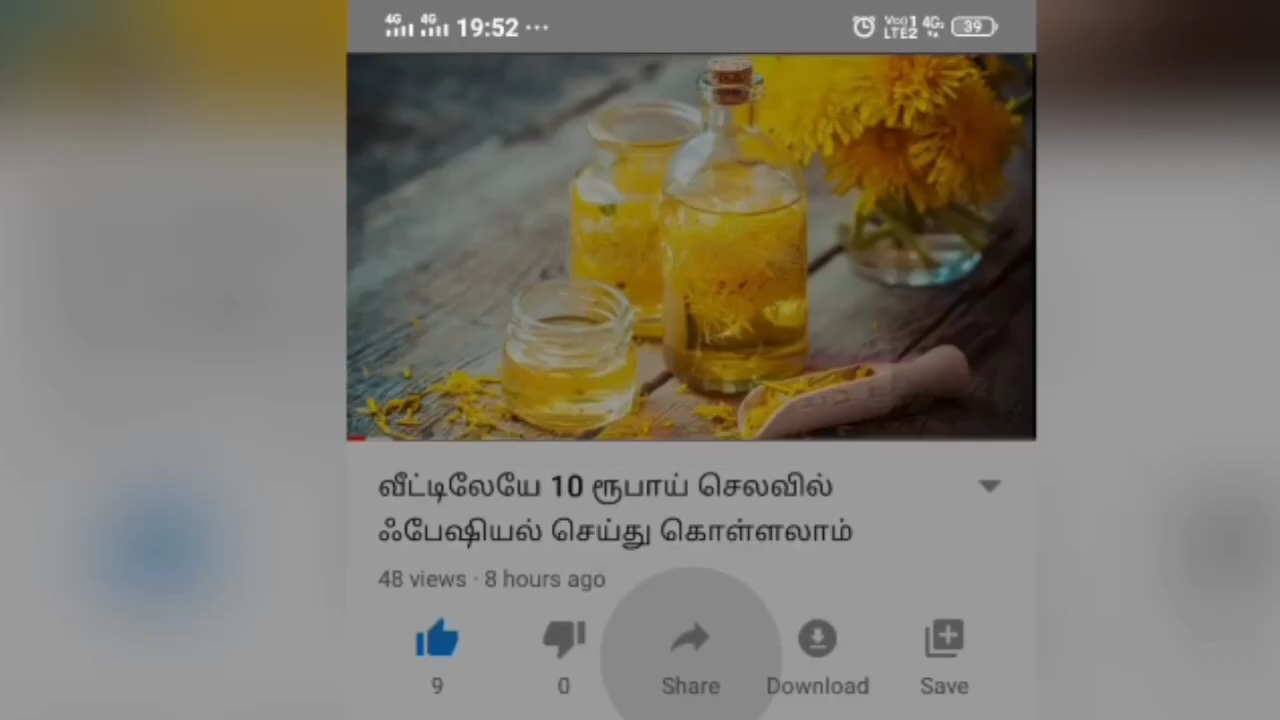 4G 4G 19:52 ... Vo)) 1 LTE2 4G 39
வீட்டிலேயே 10 ரூபாய் செலவில்
ஃபேஷியல் செய்து கொள்ளலாம்
48 views · 8 hours ago
9 0 Share Download Save